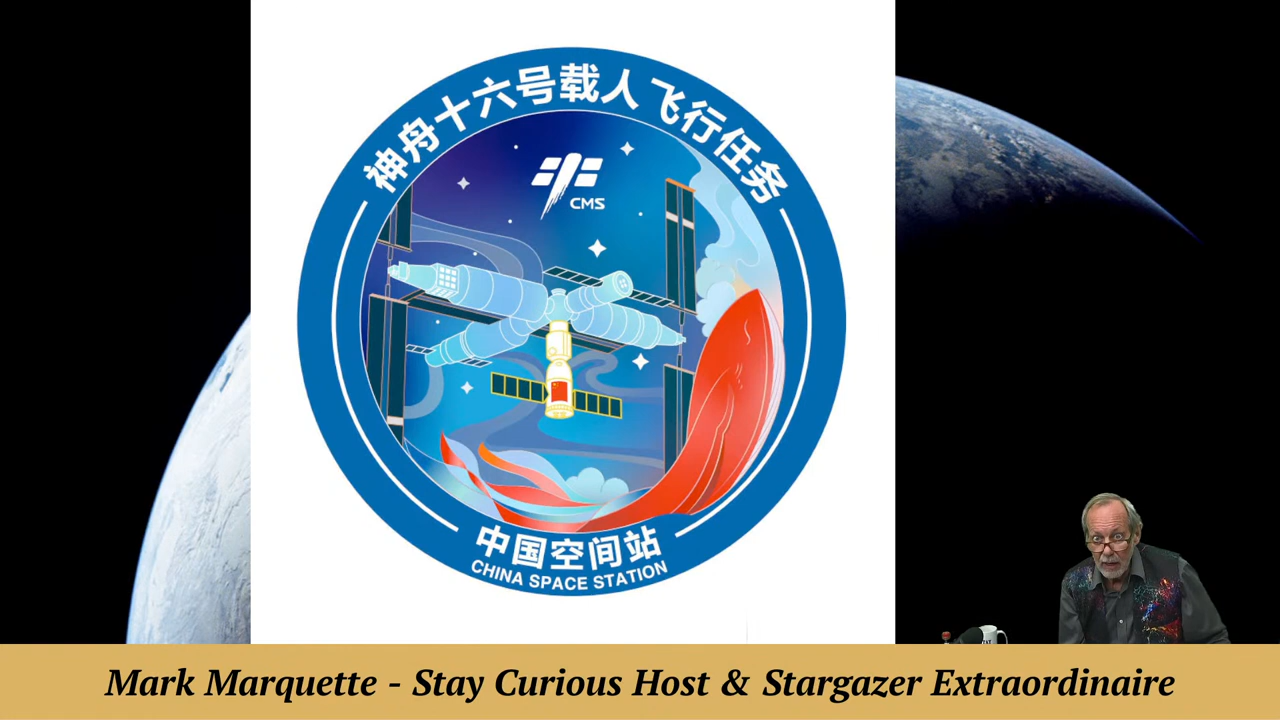 神舟十六号载人飞行任务
CMS
中国空间站
CHINA SPACE STATION
Mark Marquette - Stay Curious Host & Stargazer Extraordinaire